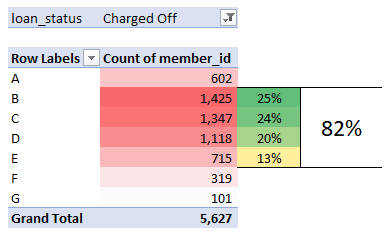 loan_status Charged Off
Row Labels Count of member_id
A 602
B 1,425 25%
C 1,347 24%
82%
D 1,118 20%
E 715 13%
F 319
G 101
Grand Total 5,627